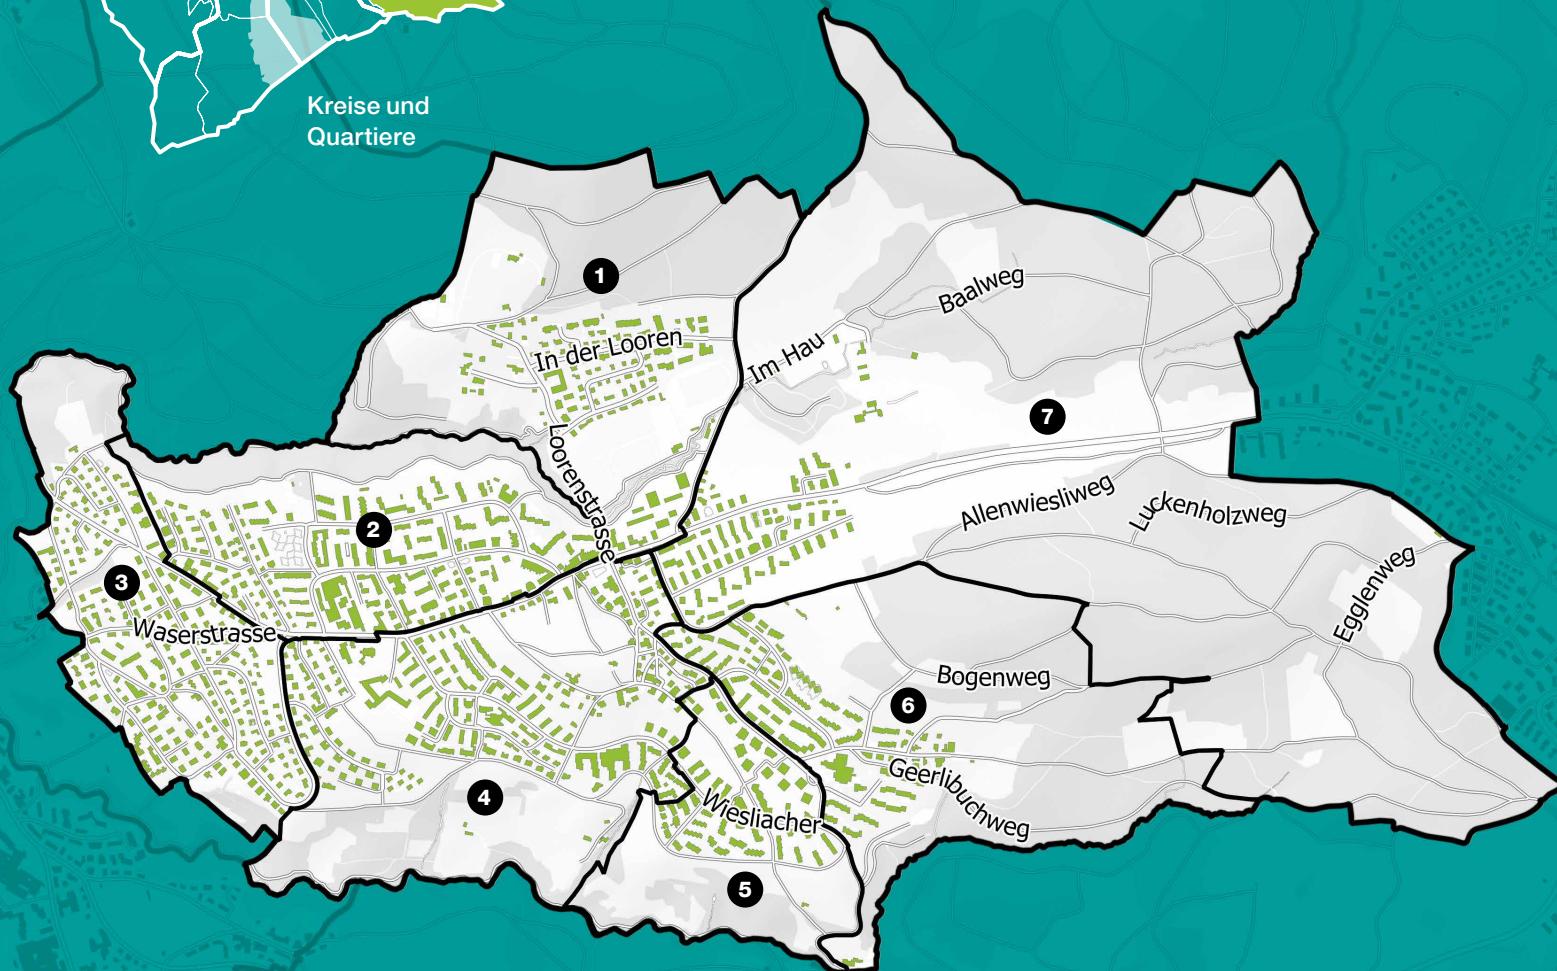 Kreise und
Quartiere
1
Baalweg
In der Looren
Im Hau
7
Loorenstrasse
Allenwiesliweg
Luckenholzweg
2
Egglenweg
3
Waserstrasse
Bogenweg
6
4
Geerlibuchweg
Wiesliacher
5